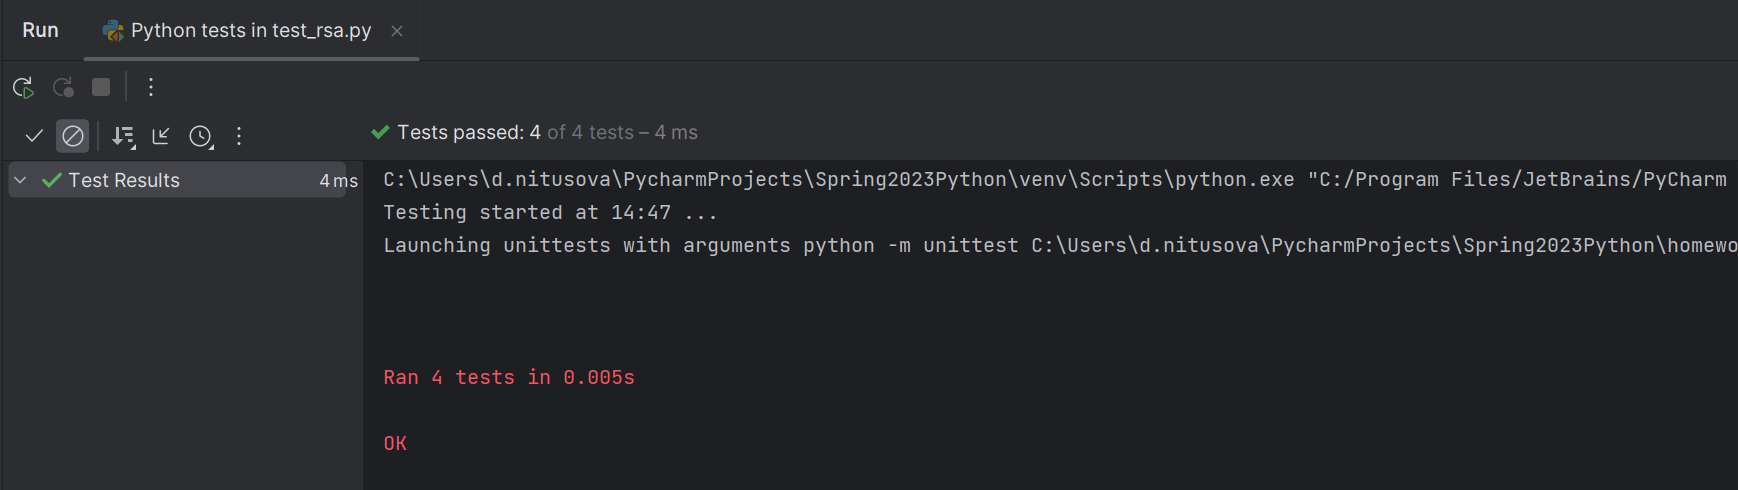 Run Python tests in test_rsa.py
Tests passed: 4 of 4 tests – 4 ms
Test Results 4 ms
C:\Users\d.nitusova\PycharmProjects\Spring2023Python\venv\Scripts\python.exe "C:/Program Files/JetBrains/PyCharm
Testing started at 14:47 ...
Launching unittests with arguments python -m unittest C:\Users\d.nitusova\PycharmProjects\Spring2023Python\homewo
Ran 4 tests in 0.005s
OK